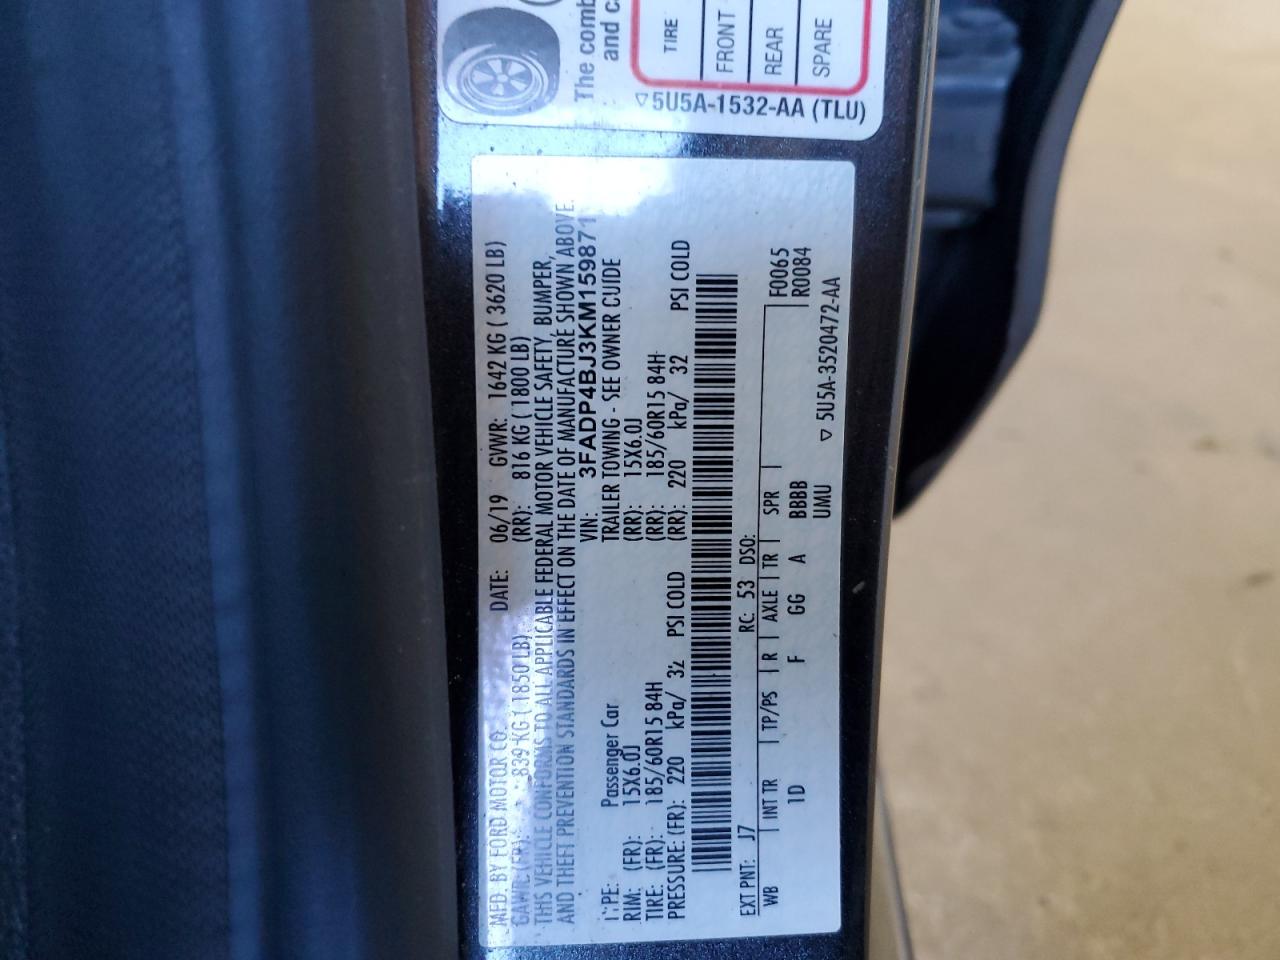 MFD. BY FORD MOTOR CO.
DATE: 06/19 GVWR: 1642 KG ( 3620 LB)
GAWR (FR): 839 KG ( 1850 LB) (RR): 816 KG ( 1800 LB)
THIS VEHICLE CONFORMS TO ALL APPLICABLE FEDERAL MOTOR VEHICLE SAFETY, BUMPER,
AND THEFT PREVENTION STANDARDS IN EFFECT ON THE DATE OF MANUFACTURE SHOWN ABOVE.
VIN: 3FADP4BJ3KM159871
TYPE: Passenger Car TRAILER TOWING - SEE OWNER GUIDE
RIM: (FR): 15X6.0J (RR): 15X6.0J
TIRE: (FR): 185/60R15 84H (RR): 185/60R15 84H
PRESSURE: (FR): 220 kPa/ 32 PSI COLD (RR): 220 kPa/ 32 PSI COLD
EXT PNT: J7 RC: 53 DSO:
WB INT TR TP/PS R AXLE TR SPR F0065
1D F GG A BBBB R0084
UMU
▽ 5U5A-3520472-AA
The
and
TIRE
FRONT
REAR
SPARE
▽ 5U5A-1532-AA (TLU)